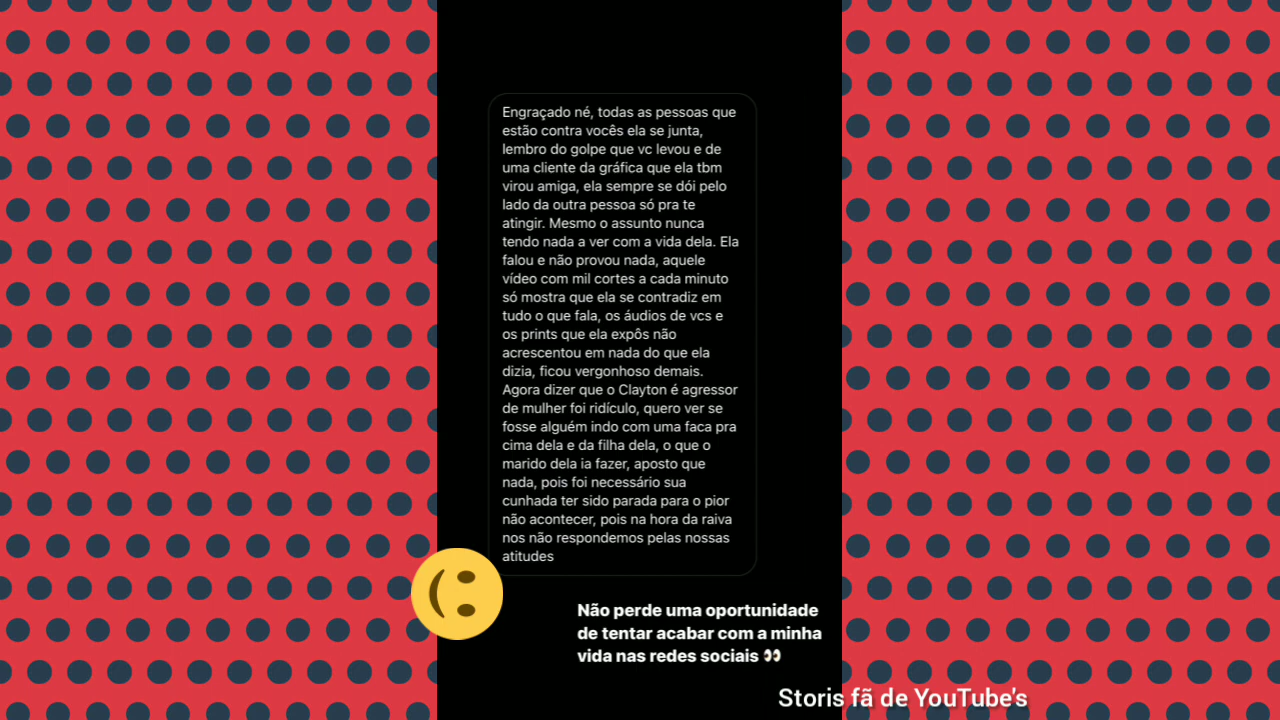 Engraçado né, todas as pessoas que
estão contra vocês ela se junta,
lembro do golpe que vc levou e de
uma cliente da gráfica que ela tbm
virou amiga, ela sempre se dói pelo
lado da outra pessoa só pra te
atingir. Mesmo o assunto nunca
tendo nada a ver com a vida dela. Ela
falou e não provou nada, aquele
vídeo com mil cortes a cada minuto
só mostra que ela se contradiz em
tudo o que fala, os áudios de vcs e
os prints que ela expôs não
acrescentou em nada do que ela
dizia, ficou vergonhoso demais.
Agora dizer que o Clayton é agressor
de mulher foi ridículo, quero ver se
fosse alguém indo com uma faca pra
cima dela e da filha dela, o que o
marido dela ia fazer, aposto que
nada, pois foi necessário sua
cunhada ter sido parada para o pior
não acontecer, pois na hora da raiva
nos não respondemos pelas nossas
atitudes
Não perde uma oportunidade
de tentar acabar com a minha
vida nas redes sociais 👀
Storis fã de YouTube's